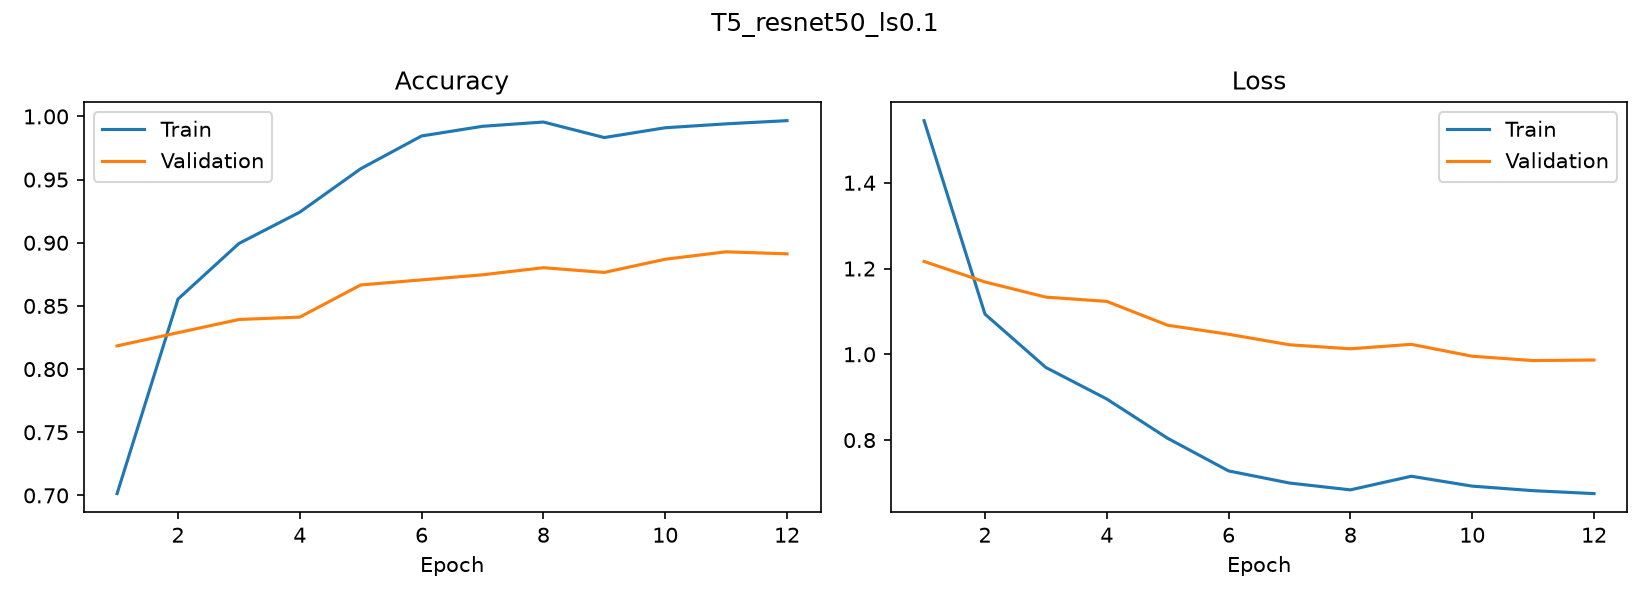 T5_resnet50_ls0.1
Accuracy
1.00
0.95
0.90
0.85
0.80
0.75
0.70
Train
Validation
2 4 6 8 10 12
Epoch
Loss
1.4
1.2
1.0
0.8
Train
Validation
2 4 6 8 10 12
Epoch